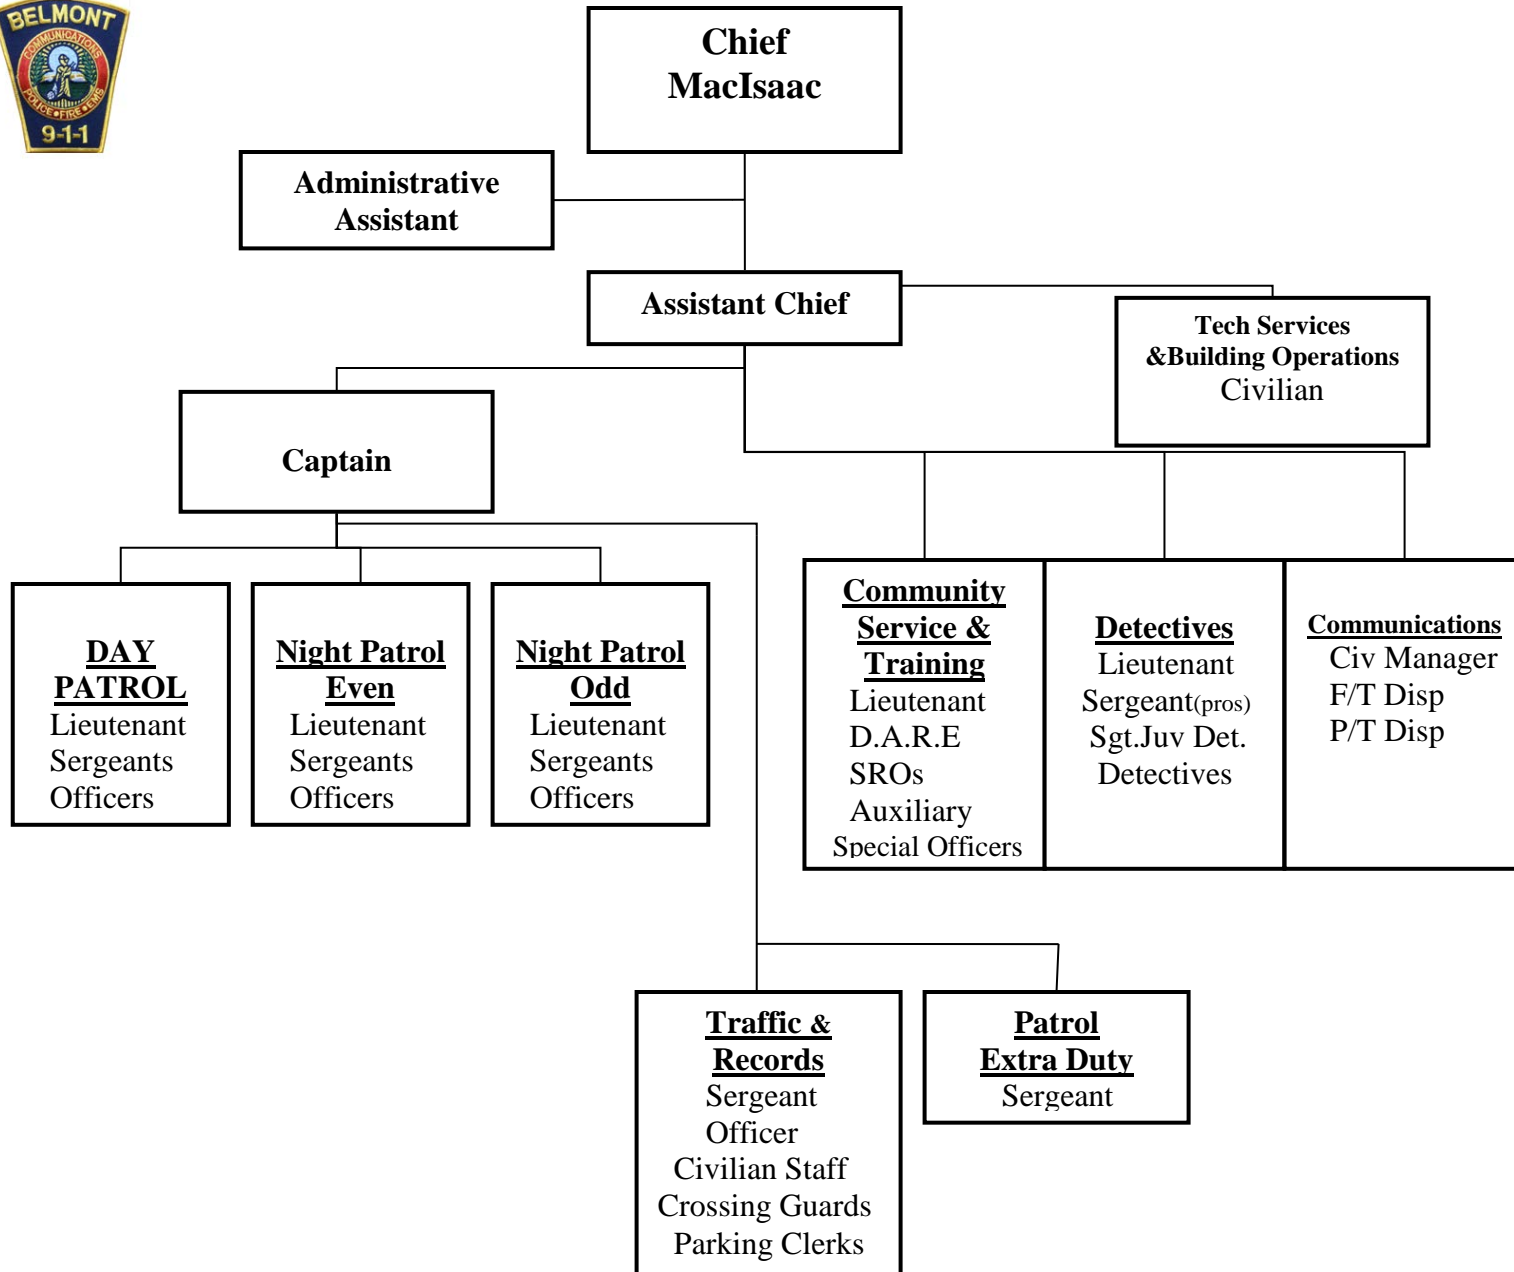 BELMONT
COMMUNICATIONS
POLICE•FIRE•EMS
9-1-1
Chief
MacIsaac
Administrative
Assistant
Assistant Chief
Tech Services
&Building Operations
Civilian
Captain
DAY
PATROL
Lieutenant
Sergeants
Officers
Night Patrol
Even
Lieutenant
Sergeants
Officers
Night Patrol
Odd
Lieutenant
Sergeants
Officers
Community
Service &
Training
Lieutenant
D.A.R.E
SROs
Auxiliary
Special Officers
Detectives
Lieutenant
Sergeant(pros)
Sgt.Juv Det.
Detectives
Communications
Civ Manager
F/T Disp
P/T Disp
Traffic &
Records
Sergeant
Officer
Civilian Staff
Crossing Guards
Parking Clerks
Patrol
Extra Duty
Sergeant